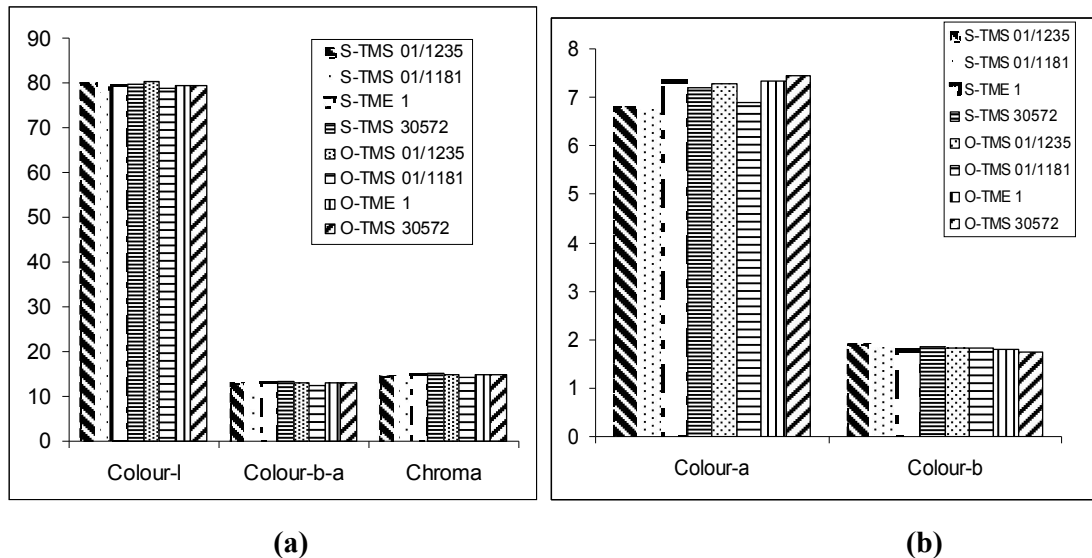 90
80
70
60
50
40
30
20
10
0
S-TMS 01/1235
S-TMS 01/1181
S-TME 1
S-TMS 30572
O-TMS 01/1235
O-TMS 01/1181
O-TME 1
O-TMS 30572
Colour-l Colour-b-a Chroma
(a)
8
7
6
5
4
3
2
1
0
S-TMS 01/1235
S-TMS 01/1181
S-TME 1
S-TMS 30572
O-TMS 01/1235
O-TMS 01/1181
O-TME 1
O-TMS 30572
Colour-a Colour-b
(b)